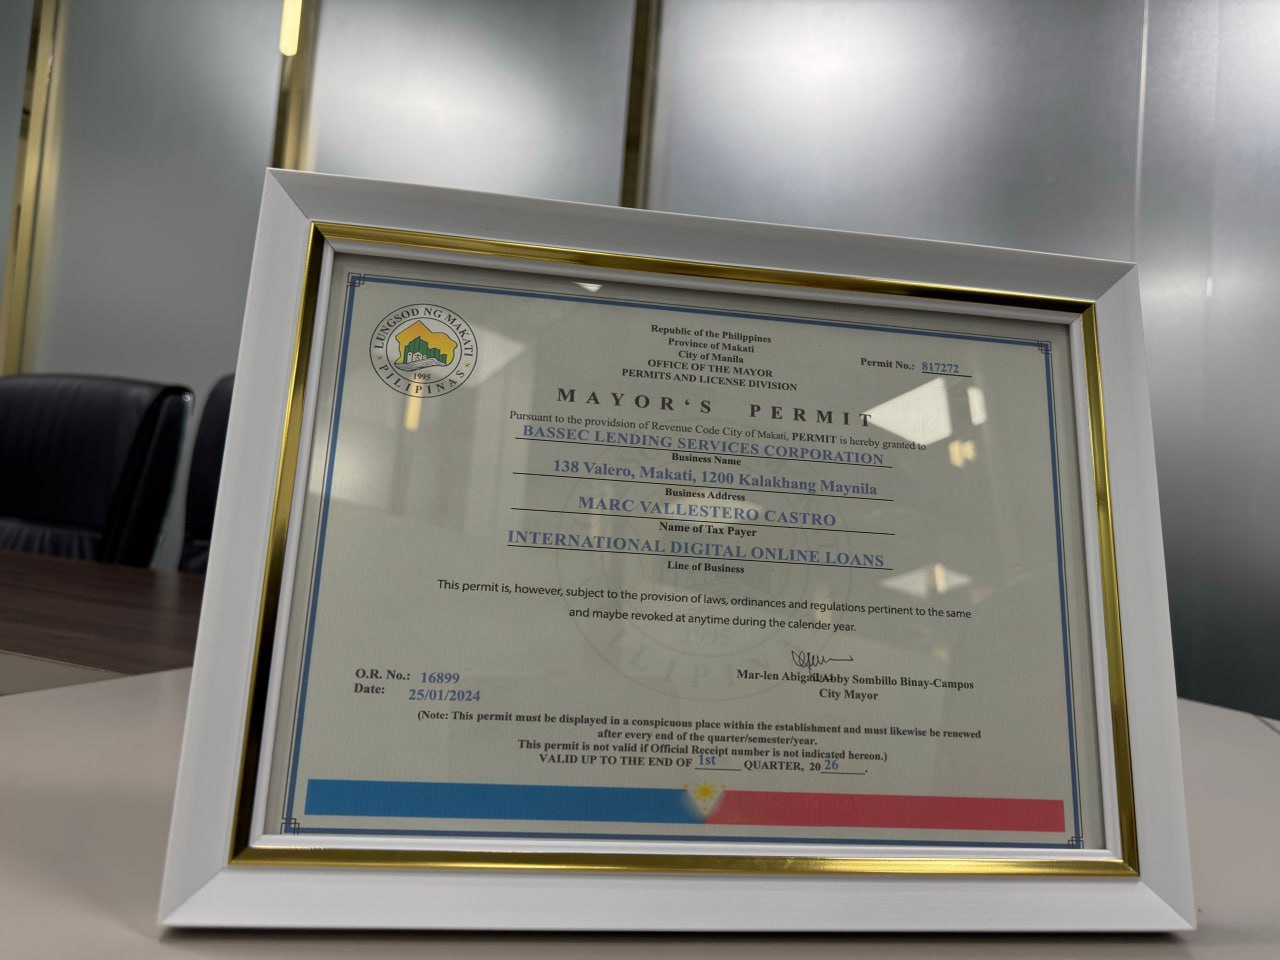 LUNGSOD NG MAKATI
1995
PILIPINAS
Republic of the Philippines
Province of Makati
City of Manila
OFFICE OF THE MAYOR
PERMITS AND LICENSE DIVISION
Permit No.: 817272
MAYOR'S PERMIT
Pursuant to the providsion of Revenue Code City of Makati, PERMIT is hereby granted to
BASSEC LENDING SERVICES CORPORATION
Business Name
138 Valero, Makati, 1200 Kalakhang Maynila
Business Address
MARC VALLESTERO CASTRO
Name of Tax Payer
INTERNATIONAL DIGITAL ONLINE LOANS
Line of Business
This permit is, however, subject to the provision of laws, ordinances and regulations pertinent to the same
and maybe revoked at anytime during the calender year.
1995
PILIPINAS
Mar-len Abigail Abby Sombillo Binay-Campos
City Mayor
O.R. No.: 16899
Date: 25/01/2024
(Note: This permit must be displayed in a conspicuous place within the establishment and must likewise be renewed
after every end of the quarter/semester/year.
This permit is not valid if Official Receipt number is not indicated hereon.)
VALID UP TO THE END OF 1st QUARTER, 2026.